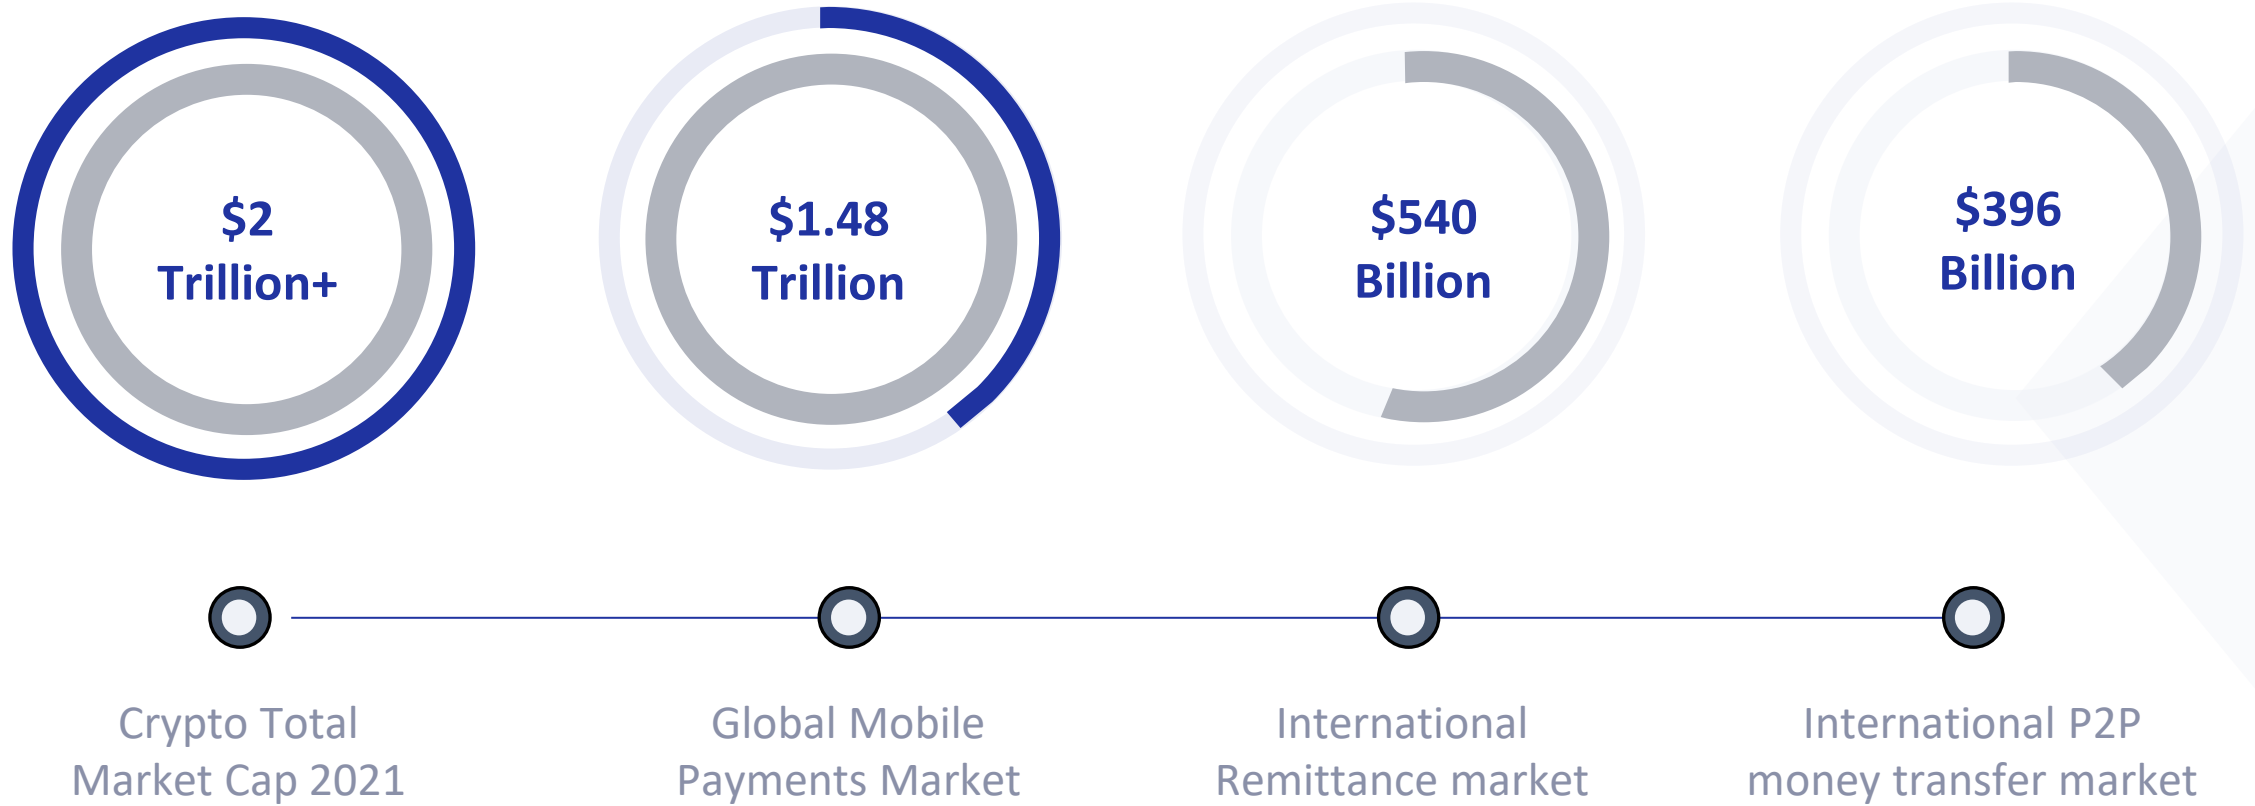 $2
Trillion+
$1.48
Trillion
$540
Billion
$396
Billion
Crypto Total
Market Cap 2021
Global Mobile
Payments Market
International
Remittance market
International P2P
money transfer market